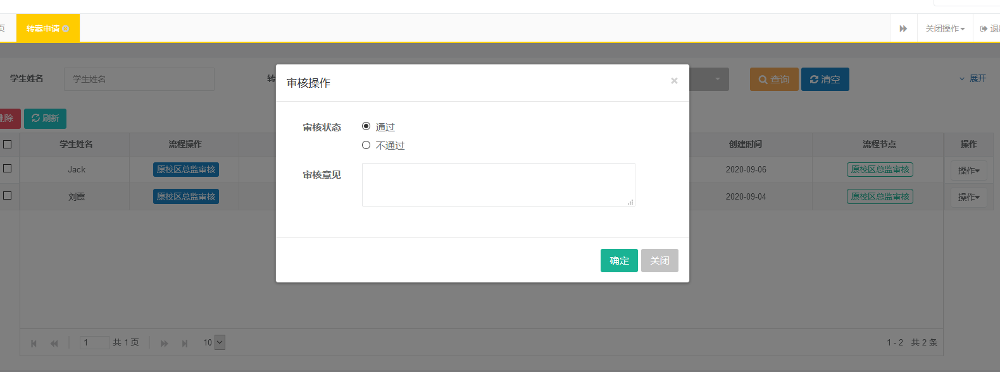 页 转案申请 关闭操作 退出
学生姓名 学生姓名 转 查询 清空 展开
删除 刷新
学生姓名 流程操作 创建时间 流程节点 操作
Jack 原校区总监审核 2020-09-06 原校区总监审核 操作
刘霞 原校区总监审核 2020-09-04 原校区总监审核 操作
1 共 1 页 10 1 - 2 共 2 条
审核操作 ×
审核状态 通过
不通过
审核意见
确定 关闭